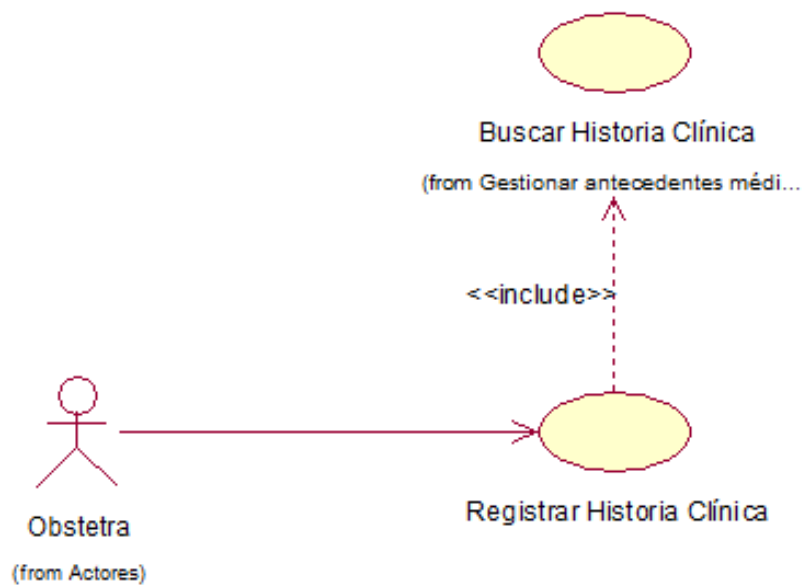 Buscar Historia Clínica
(from Gestionar antecedentes médi...
<<include>>
Registrar Historia Clínica
Obstetra
(from Actores)